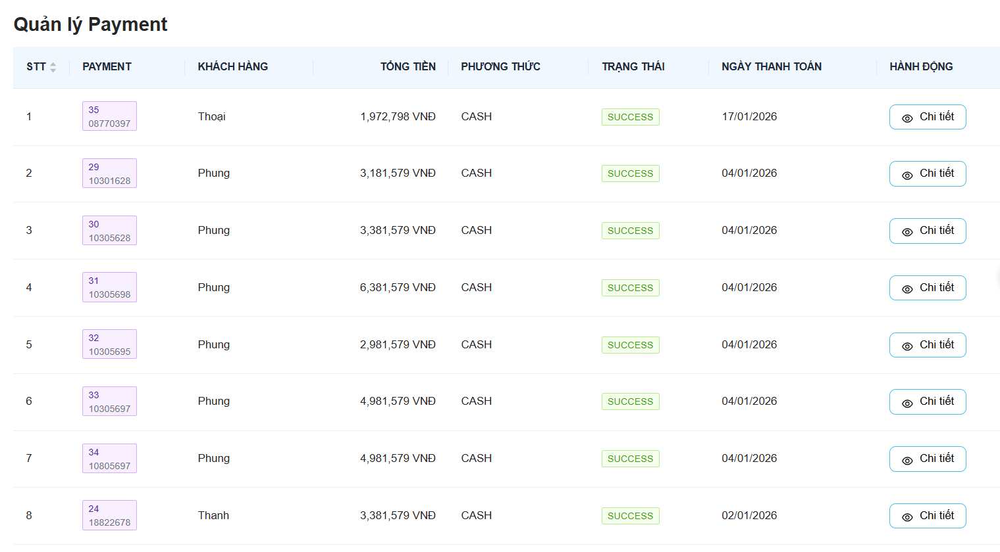 Quản lý Payment
STT PAYMENT KHÁCH HÀNG TỔNG TIỀN PHƯƠNG THỨC TRẠNG THÁI NGÀY THANH TOÁN HÀNH ĐỘNG
1 35 08770397 Thoại 1,972,798 VNĐ CASH SUCCESS 17/01/2026 Chi tiết
2 29 10301628 Phung 3,181,579 VNĐ CASH SUCCESS 04/01/2026 Chi tiết
3 30 10305628 Phung 3,381,579 VNĐ CASH SUCCESS 04/01/2026 Chi tiết
4 31 10305698 Phung 6,381,579 VNĐ CASH SUCCESS 04/01/2026 Chi tiết
5 32 10305695 Phung 2,981,579 VNĐ CASH SUCCESS 04/01/2026 Chi tiết
6 33 10305697 Phung 4,981,579 VNĐ CASH SUCCESS 04/01/2026 Chi tiết
7 34 10805697 Phung 4,981,579 VNĐ CASH SUCCESS 04/01/2026 Chi tiết
8 24 18822678 Thanh 3,381,579 VNĐ CASH SUCCESS 02/01/2026 Chi tiết